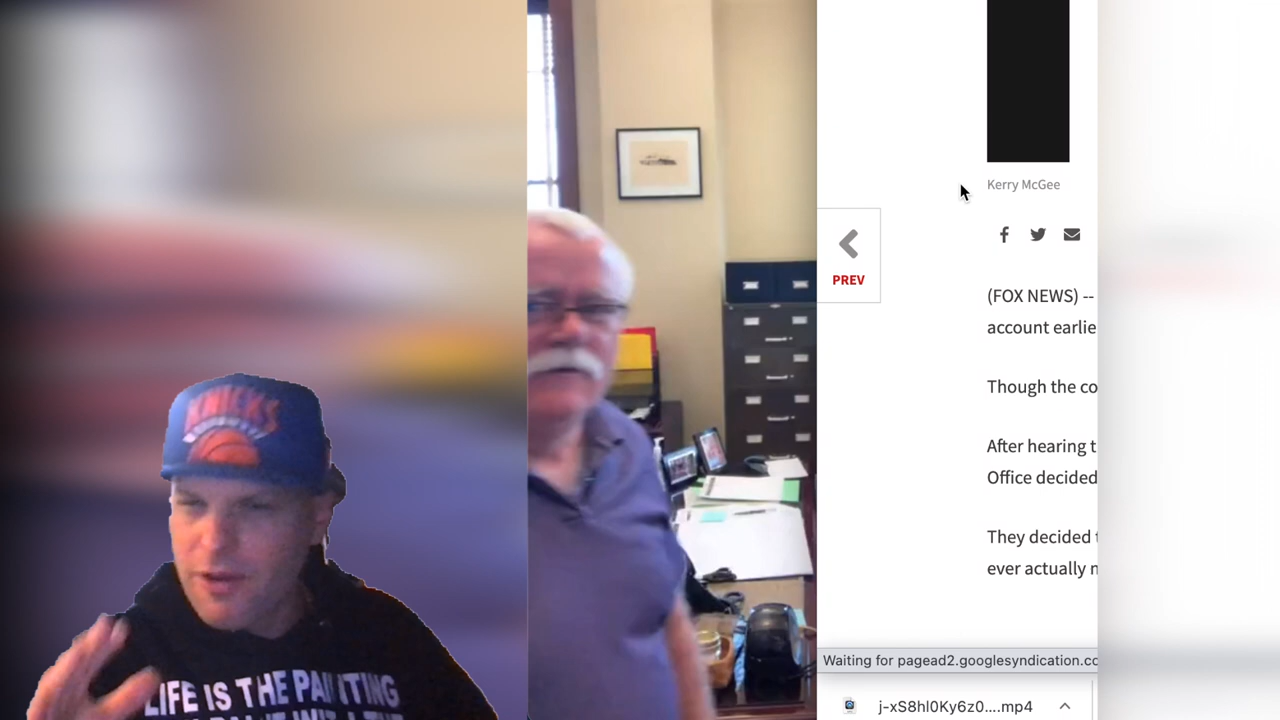 KNICKS
LIFE IS THE PAINTING
Kerry McGee
PREV
(FOX NEWS) --
account earlie
Though the co
After hearing t
Office decided
They decided
ever actually
Waiting for pagead2.googlesyndication.co
j-xS8hl0Ky6z0....mp4